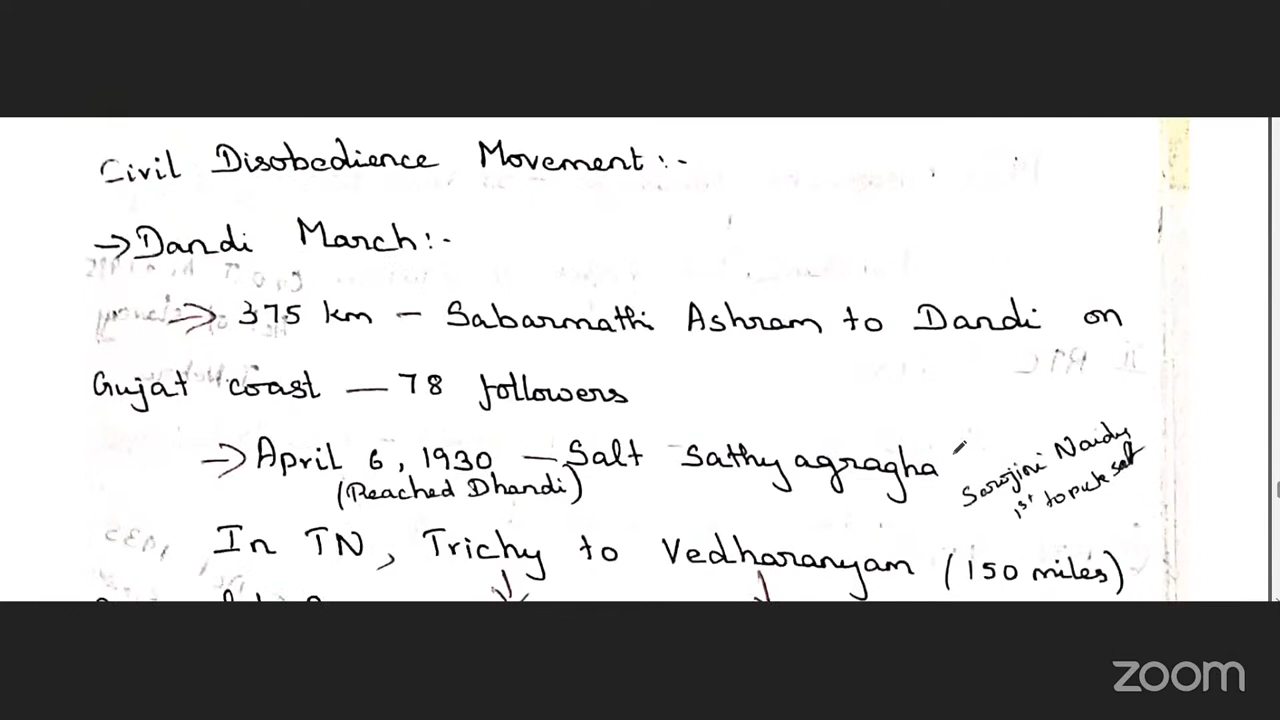 Civil Disobedience Movement :-
→ Dandi March :-
→ 375 km - Sabarmathi Ashram to Dandi on
Gujat coast — 78 followers
→ April 6, 1930 — Salt Sathyagragha
Sarojini Naidu
1st to pick salt
(Reached Dhandi)
In TN, Trichy to Vedharanyam (150 miles)
zoom